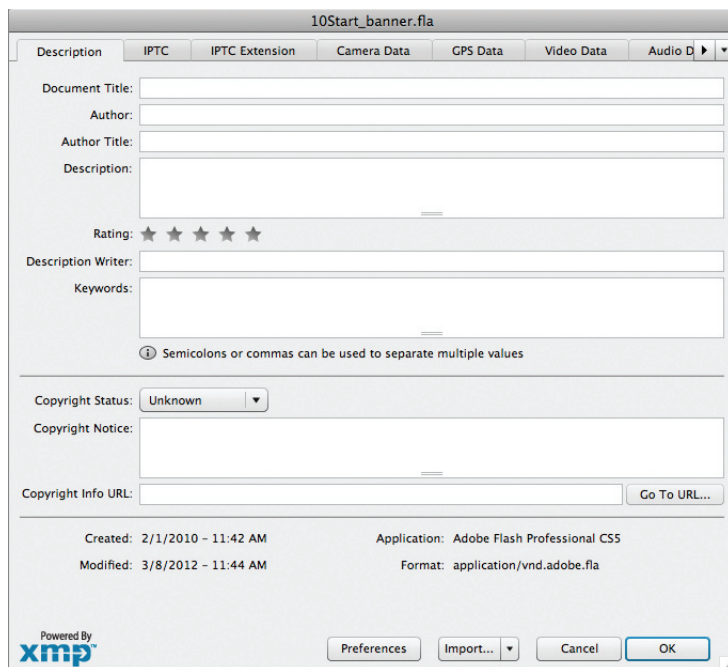 10Start_banner.fla
Description IPTC IPTC Extension Camera Data GPS Data Video Data Audio D
Document Title:
Author:
Author Title:
Description:
Rating:
Description Writer:
Keywords:
Semicolons or commas can be used to separate multiple values
Copyright Status: Unknown
Copyright Notice:
Copyright Info URL: Go To URL...
Created: 2/1/2010 – 11:42 AM Application: Adobe Flash Professional CS5
Modified: 3/8/2012 – 11:44 AM Format: application/vnd.adobe.fla
Powered By
xmp™ Preferences Import... Cancel OK